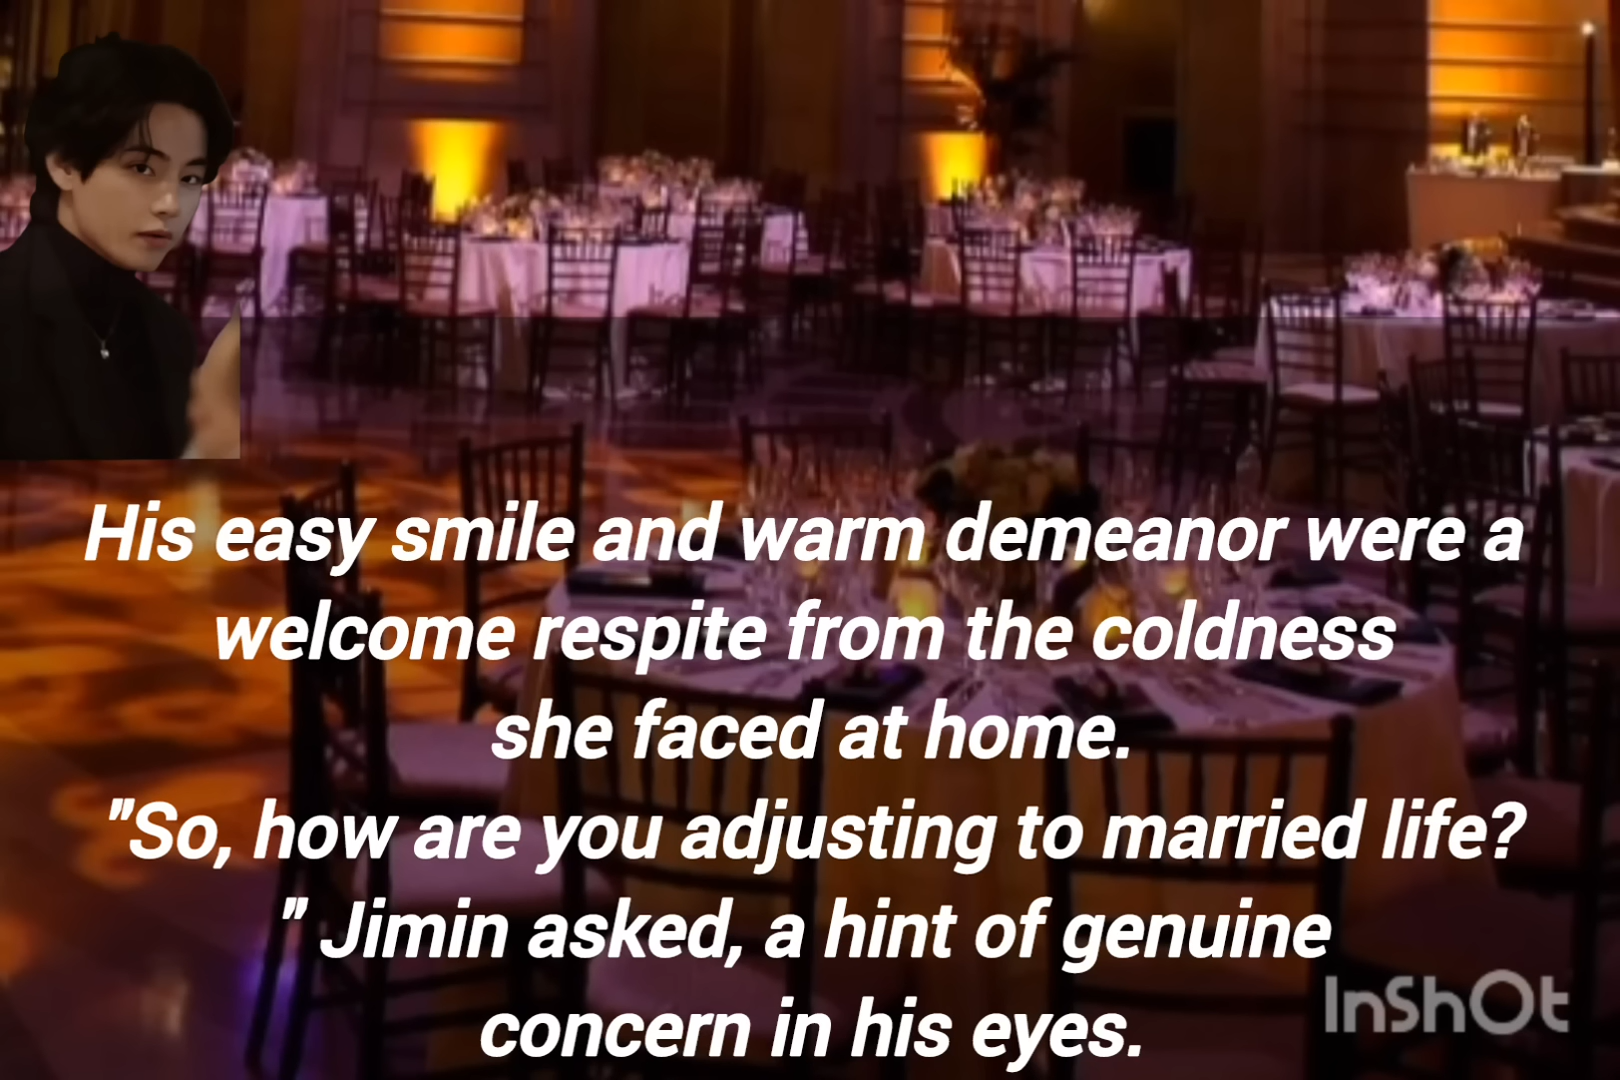 His easy smile and warm demeanor were a
welcome respite from the coldness
she faced at home.
"So, how are you adjusting to married life?
" Jimin asked, a hint of genuine
concern in his eyes.
InShOt